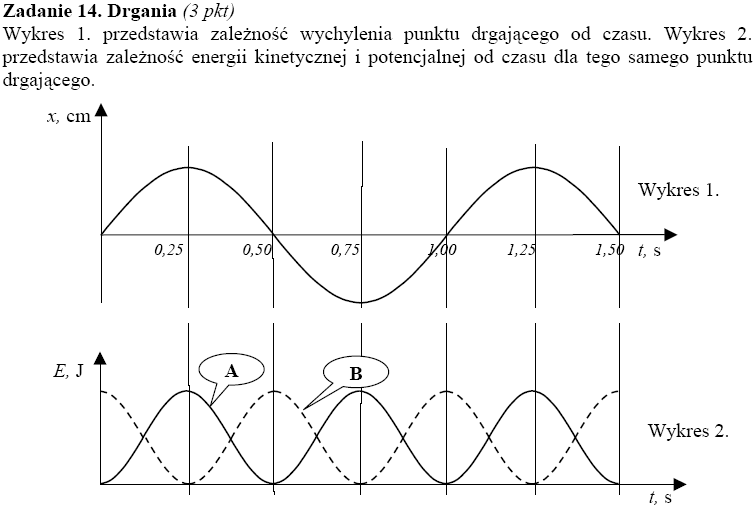 Zadanie 14. Drgania (3 pkt)
Wykres 1. przedstawia zależność wychylenia punktu drgającego od czasu. Wykres 2.
przedstawia zależność energii kinetycznej i potencjalnej od czasu dla tego samego punktu
drgającego.
x, cm
Wykres 1.
0,25 0,50 0,75 1,00 1,25 1,50 t, s
E, J
A
B
Wykres 2.
t, s